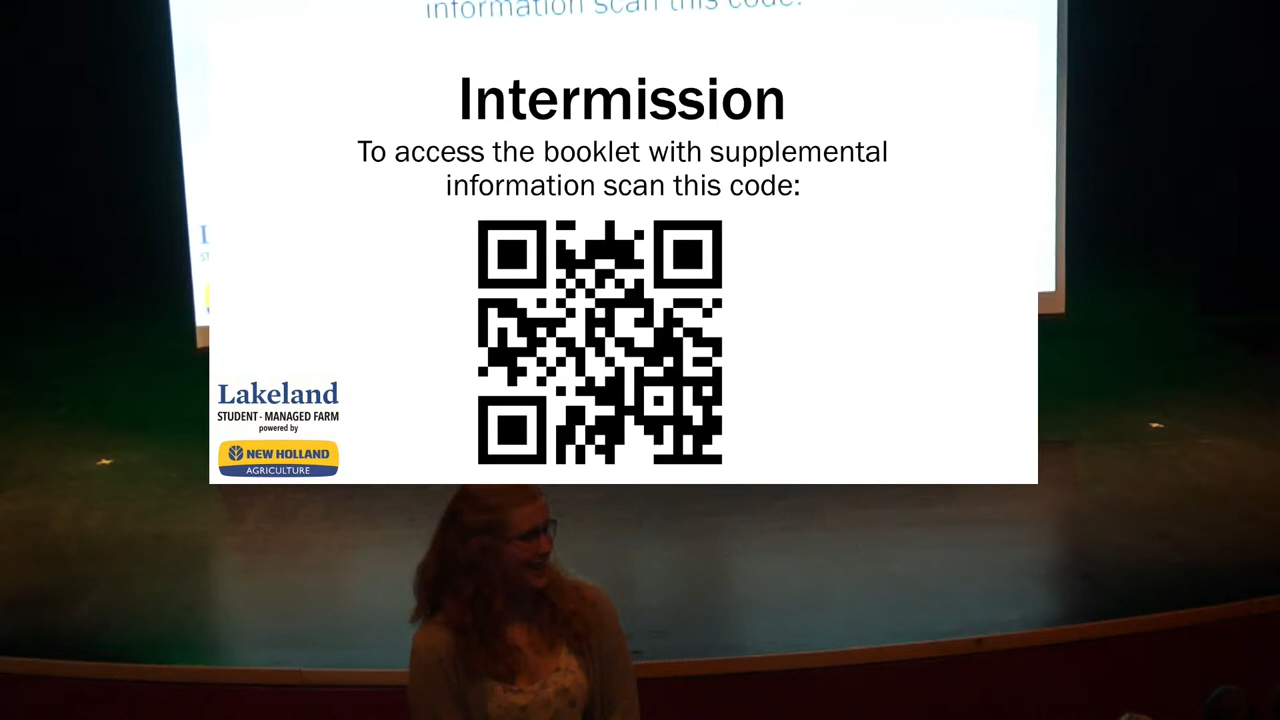 information scan this code:
Intermission
To access the booklet with supplemental
information scan this code:
Lakeland
STUDENT - MANAGED FARM
powered by
NEW HOLLAND
AGRICULTURE